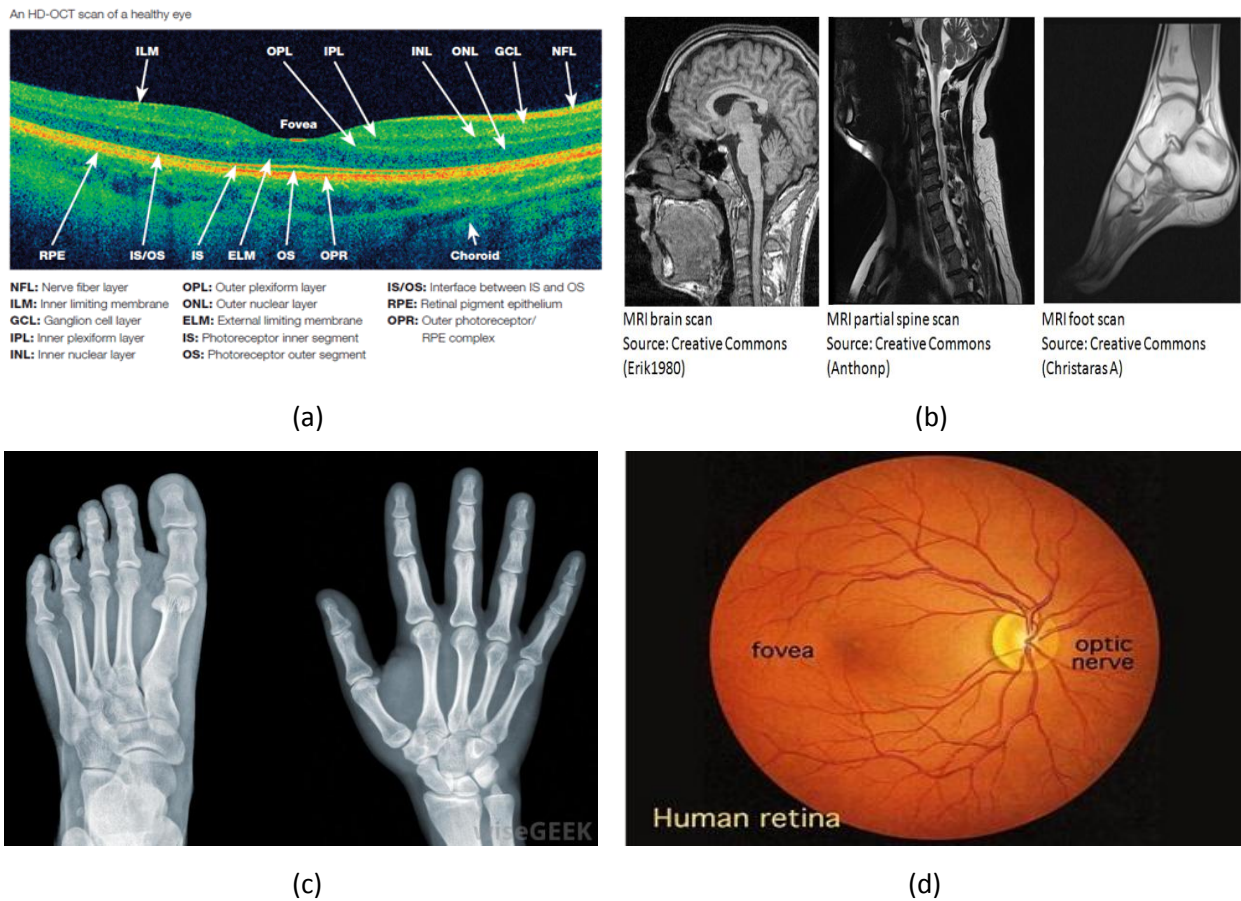 An HD-OCT scan of a healthy eye
ILM OPL IPL INL ONL GCL NFL
Fovea
RPE IS/OS IS ELM OS OPR Choroid
NFL: Nerve fiber layer
ILM: Inner limiting membrane
GCL: Ganglion cell layer
IPL: Inner plexiform layer
INL: Inner nuclear layer
OPL: Outer plexiform layer
ONL: Outer nuclear layer
ELM: External limiting membrane
IS: Photoreceptor inner segment
OS: Photoreceptor outer segment
IS/OS: Interface between IS and OS
RPE: Retinal pigment epithelium
OPR: Outer photoreceptor/
RPE complex
(a)
MRI brain scan
Source: Creative Commons
(Erik1980)
MRI partial spine scan
Source: Creative Commons
(Anthonp)
MRI foot scan
Source: Creative Commons
(Christaras A)
(b)
wiseGEEK
(c)
fovea
optic
nerve
Human retina
(d)